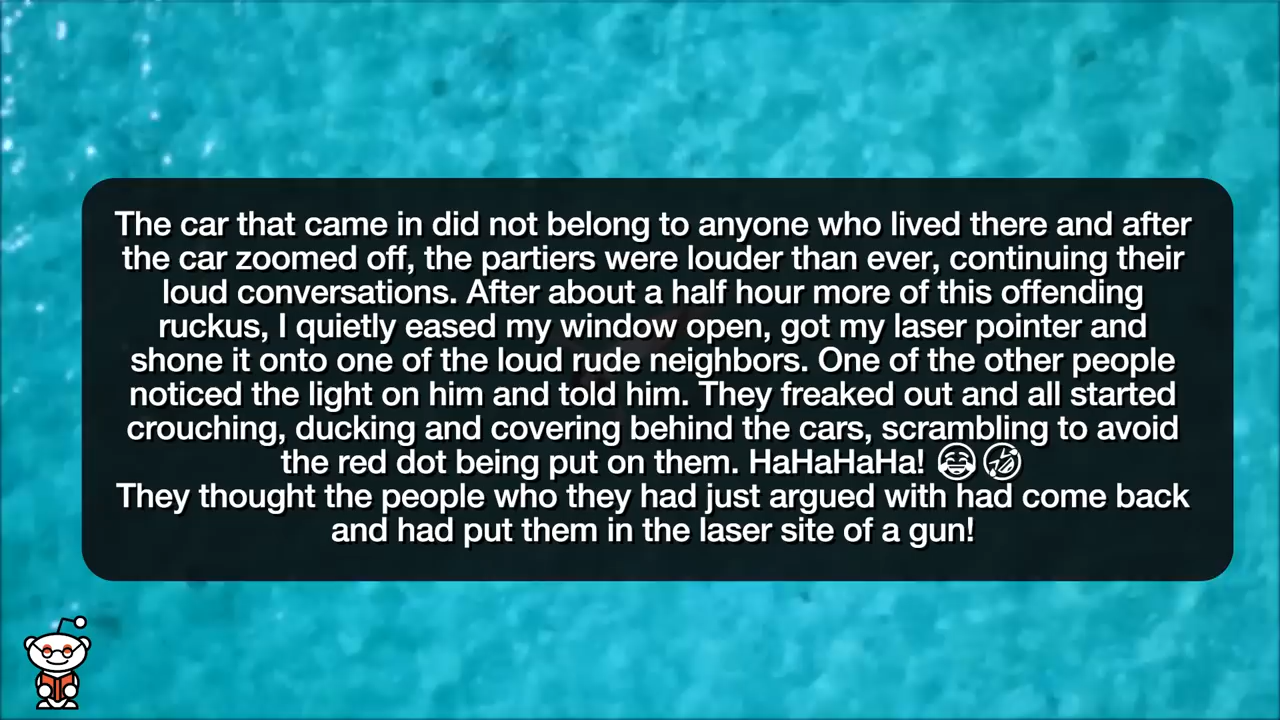 The car that came in did not belong to anyone who lived there and after
the car zoomed off, the partiers were louder than ever, continuing their
loud conversations. After about a half hour more of this offending
ruckus, I quietly eased my window open, got my laser pointer and
shone it onto one of the loud rude neighbors. One of the other people
noticed the light on him and told him. They freaked out and all started
crouching, ducking and covering behind the cars, scrambling to avoid
the red dot being put on them. HaHaHaHa! 😂🤣
They thought the people who they had just argued with had come back
and had put them in the laser site of a gun!